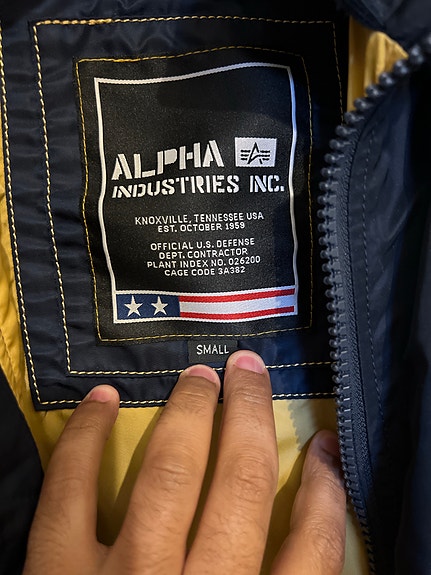 ALPHA
INDUSTRIES INC.
KNOXVILLE, TENNESSEE USA
EST. OCTOBER 1959
OFFICIAL U.S. DEFENSE
DEPT. CONTRACTOR
PLANT INDEX NO. 026200
CAGE CODE 3A382
SMALL